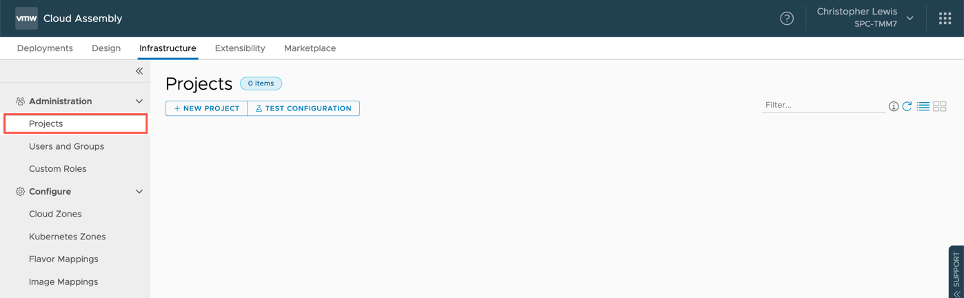 vmw Cloud Assembly
Christopher Lewis
SPC-TMM7
Deployments Design Infrastructure Extensibility Marketplace
Projects 0 items
+ NEW PROJECT TEST CONFIGURATION
Filter...
Administration
Projects
Users and Groups
Custom Roles
Configure
Cloud Zones
Kubernetes Zones
Flavor Mappings
Image Mappings
SUPPORT